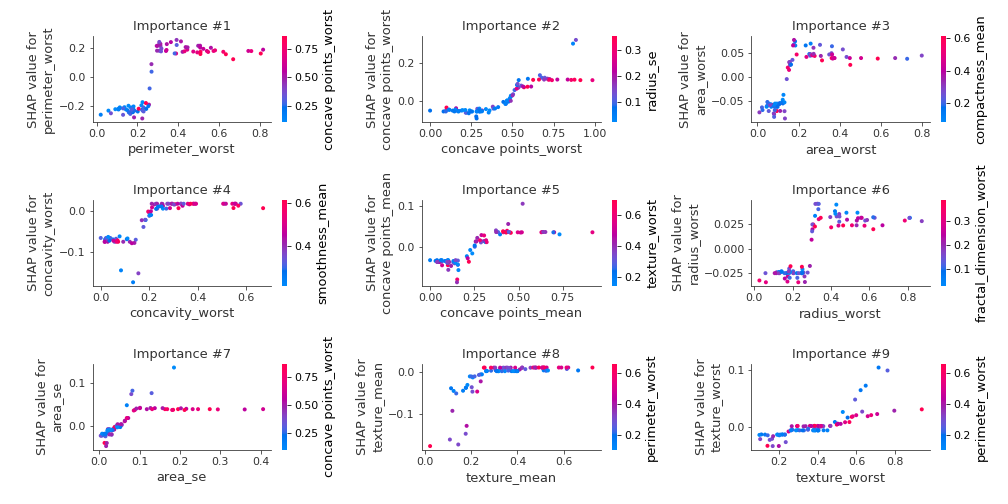 Importance #1
SHAP value for
perimeter_worst
0.2
0.0
−0.2
0.0 0.2 0.4 0.6 0.8
perimeter_worst
0.75
0.50
0.25
concave points_worst
Importance #2
SHAP value for
concave points_worst
0.2
0.0
0.00 0.25 0.50 0.75 1.00
concave points_worst
0.3
0.2
0.1
radius_se
Importance #3
SHAP value for
area_worst
0.05
0.00
−0.05
0.0 0.2 0.4 0.6 0.8
area_worst
0.6
0.4
0.2
compactness_mean
Importance #4
SHAP value for
concavity_worst
0.0
−0.1
0.0 0.2 0.4 0.6
concavity_worst
0.6
0.4
smoothness_mean
Importance #5
SHAP value for
concave points_mean
0.1
0.0
0.00 0.25 0.50 0.75
concave points_mean
0.6
0.4
0.2
texture_worst
Importance #6
SHAP value for
radius_worst
0.025
0.000
−0.025
0.0 0.2 0.4 0.6 0.8
radius_worst
0.3
0.2
0.1
fractal_dimension_worst
Importance #7
SHAP value for
area_se
0.1
0.0
0.0 0.1 0.2 0.3 0.4
area_se
0.75
0.50
0.25
concave points_worst
Importance #8
SHAP value for
texture_mean
0.0
−0.1
0.0 0.2 0.4 0.6
texture_mean
0.6
0.4
0.2
perimeter_worst
Importance #9
SHAP value for
texture_worst
0.1
0.0
0.2 0.4 0.6 0.8
texture_worst
0.6
0.4
0.2
perimeter_worst